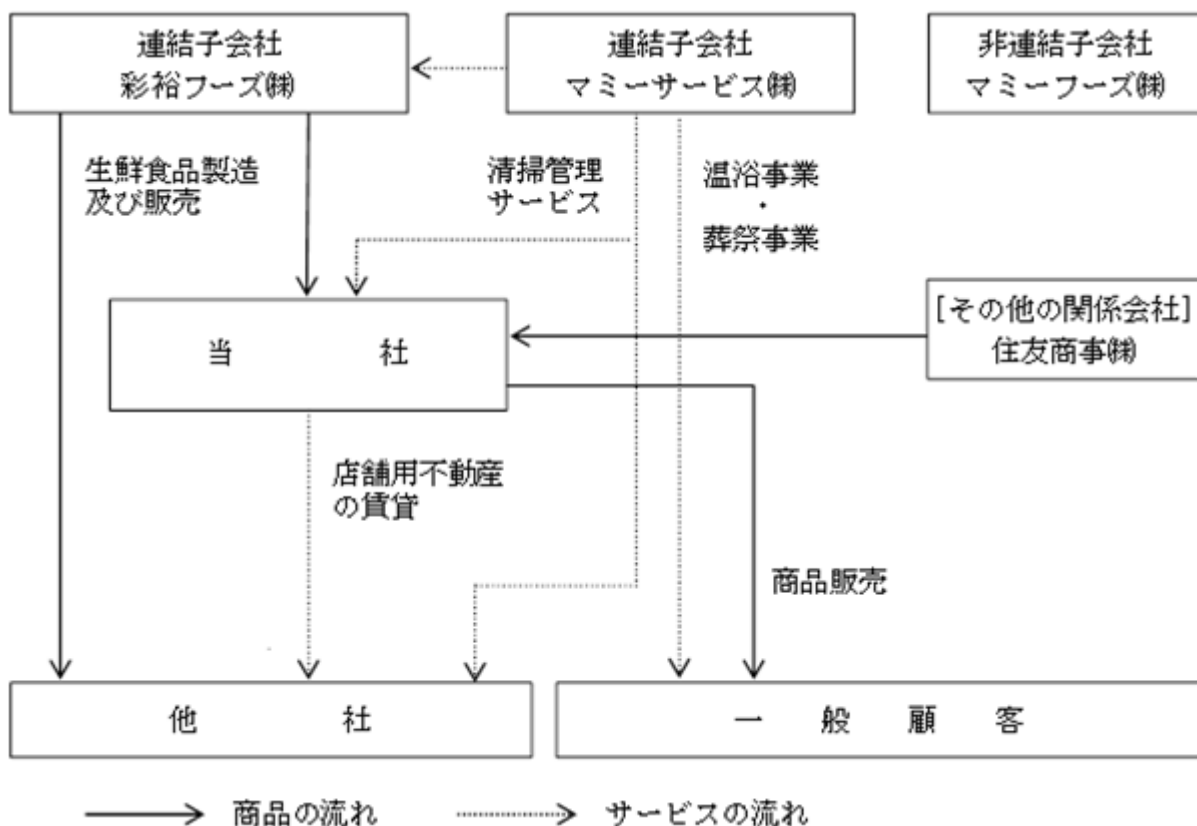 連結子会社
彩裕フーズ㈱
連結子会社
マミーサービス㈱
非連結子会社
マミーフーズ㈱
生鮮食品製造
及び販売
清掃管理
サービス
温浴事業
・
葬祭事業
[その他の関係会社]
住友商事㈱
当 社
店舗用不動産
の賃貸
商品販売
他 社
一 般 顧 客
商品の流れ
サービスの流れ